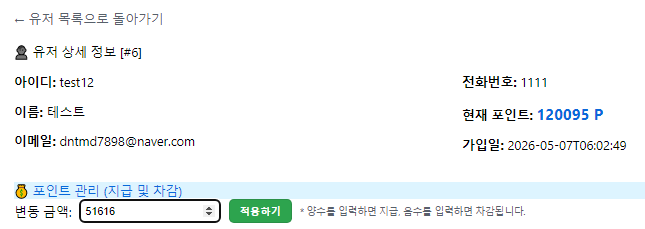 ← 유저 목록으로 돌아가기
유저 상세 정보 [#6]
아이디: test12
전화번호: 1111
이름: 테스트
현재 포인트: 120095 P
이메일: dntmd7898@naver.com
가입일: 2026-05-07T06:02:49
포인트 관리 (지급 및 차감)
변동 금액: 51616 적용하기 * 양수를 입력하면 지급, 음수를 입력하면 차감됩니다.